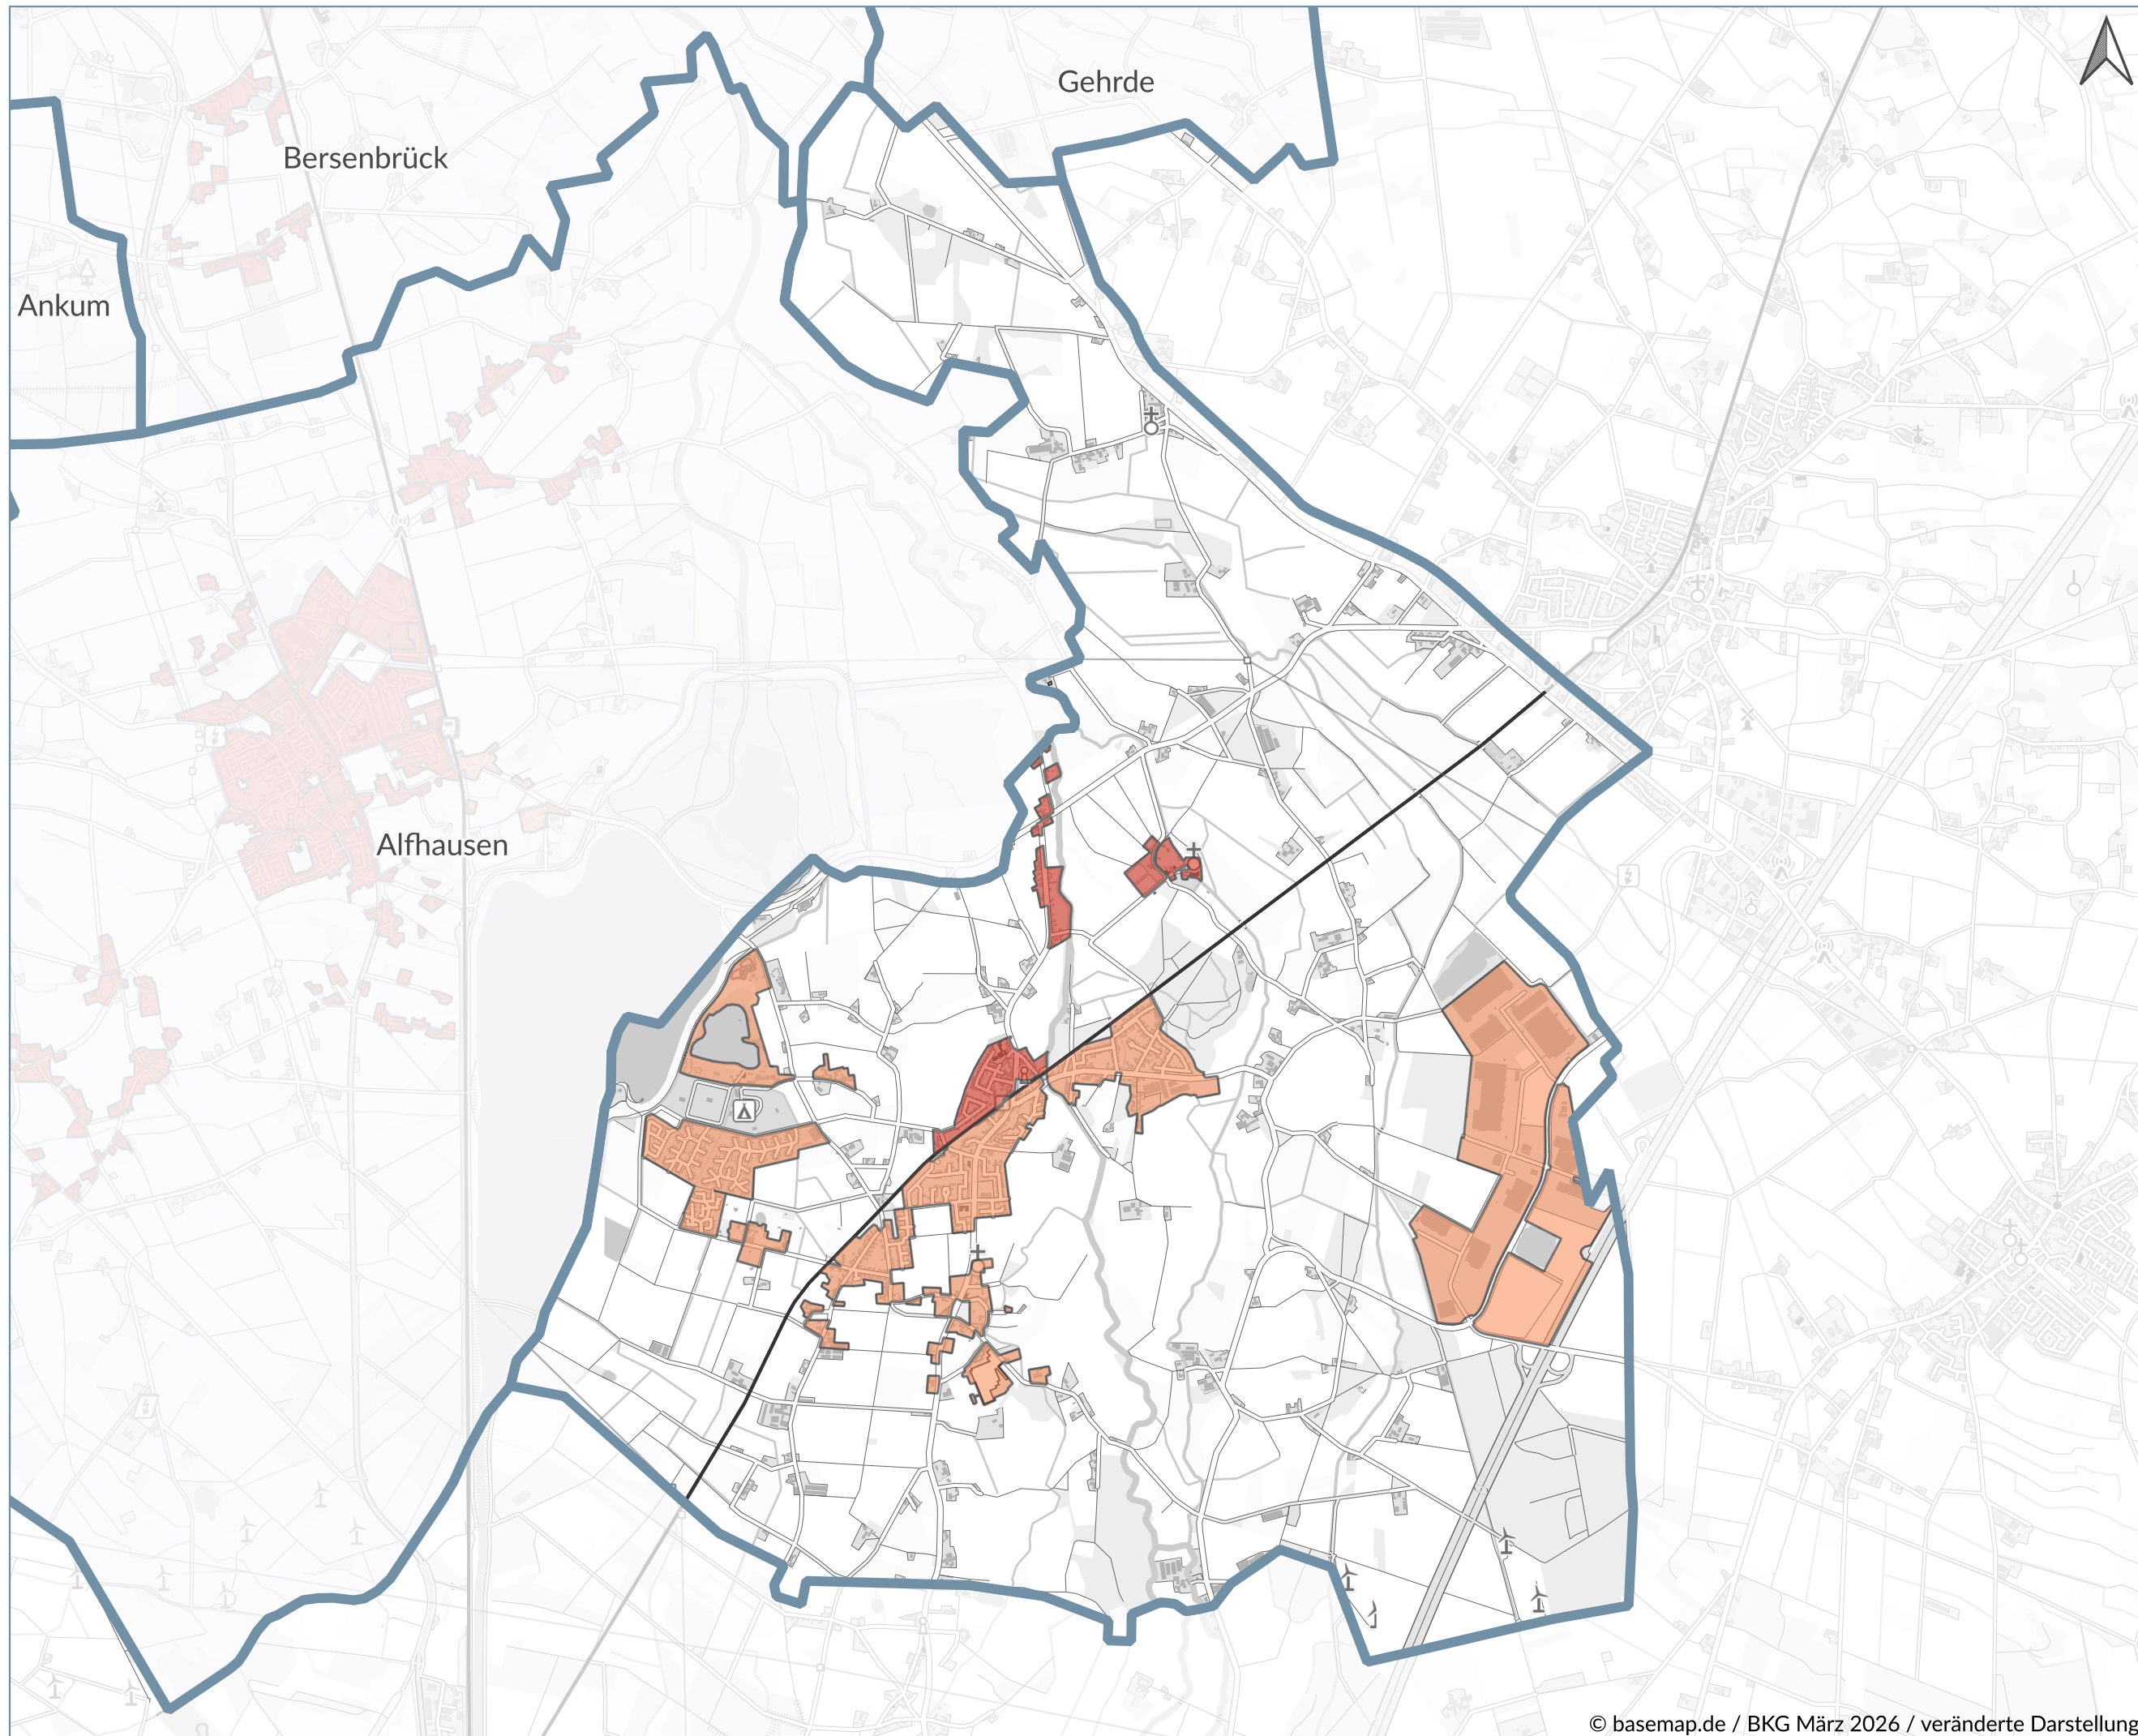 Gehrde
Bersenbrück
Ankum
Alfhausen
© basemap.de / BKG März 2026 / veränderte Darstellung